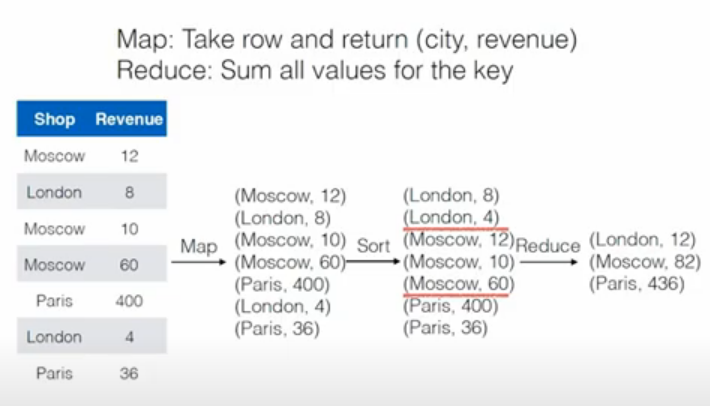 Map: Take row and return (city, revenue)
Reduce: Sum all values for the key
Shop Revenue
Moscow 12
London 8
Moscow 10
Moscow 60
Paris 400
London 4
Paris 36
Map
(Moscow, 12)
(London, 8)
(Moscow, 10)
(Moscow, 60)
(Paris, 400)
(London, 4)
(Paris, 36)
Sort
(London, 8)
(London, 4)
(Moscow, 12)
(Moscow, 10)
(Moscow, 60)
(Paris, 400)
(Paris, 36)
Reduce
(London, 12)
(Moscow, 82)
(Paris, 436)